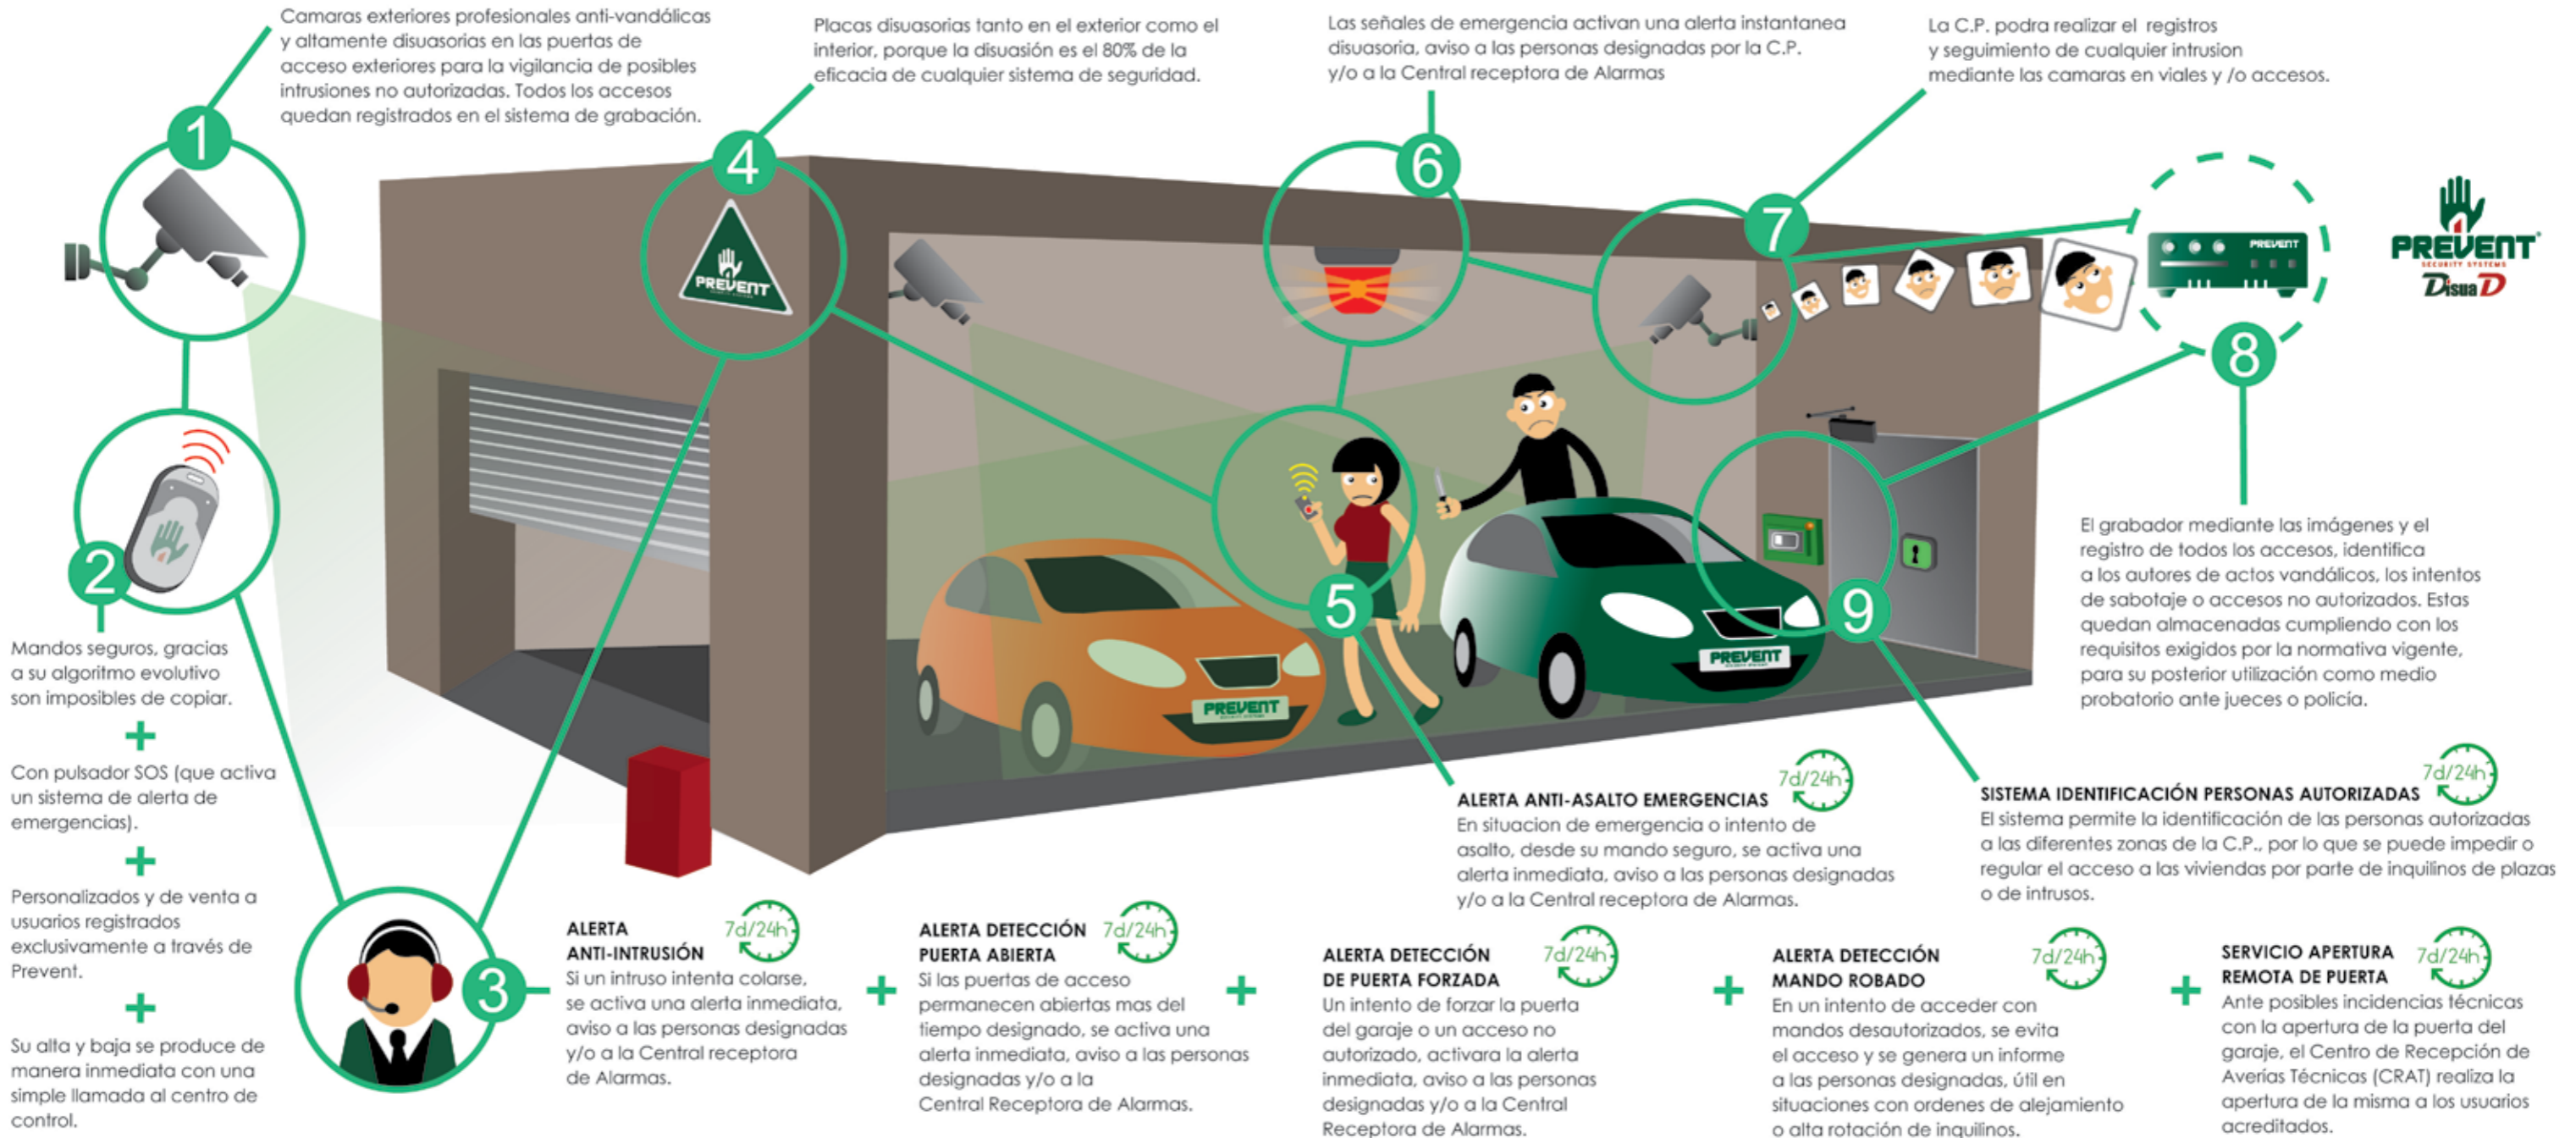 Camaras exteriores profesionales anti-vandálicas
y altamente disuasorias en las puertas de
acceso exteriores para la vigilancia de posibles
intrusiones no autorizadas. Todos los accesos
quedan registrados en el sistema de grabación.
1
Placas disuasorias tanto en el exterior como el
interior, porque la disuasión es el 80% de la
eficacia de cualquier sistema de seguridad.
4
PREVENT
Las señales de emergencia activan una alerta instantanea
disuasoria, aviso a las personas designadas por la C.P.
y/o a la Central receptora de Alarmas
6
La C.P. podra realizar el registros
y seguimiento de cualquier intrusion
mediante las camaras en viales y /o accesos.
7
PREVENT
8
PREVENT
SECURITY SYSTEMS
DisuaD
El grabador mediante las imágenes y el
registro de todos los accesos, identifica
a los autores de actos vandálicos, los intentos
de sabotaje o accesos no autorizados. Estas
quedan almacenadas cumpliendo con los
requisitos exigidos por la normativa vigente,
para su posterior utilización como medio
probatorio ante jueces o policía.
2
Mandos seguros, gracias
a su algoritmo evolutivo
son imposibles de copiar.
+
Con pulsador SOS (que activa
un sistema de alerta de
emergencias).
+
Personalizados y de venta a
usuarios registrados
exclusivamente a través de
Prevent.
+
Su alta y baja se produce de
manera inmediata con una
simple llamada al centro de
control.
PREVENT
PREVENT
5
ALERTA ANTI-ASALTO EMERGENCIAS
7d/24h
En situacion de emergencia o intento de
asalto, desde su mando seguro, se activa una
alerta inmediata, aviso a las personas designadas
y/o a la Central receptora de Alarmas.
9
SISTEMA IDENTIFICACIÓN PERSONAS AUTORIZADAS
7d/24h
El sistema permite la identificación de las personas autorizadas
a las diferentes zonas de la C.P., por lo que se puede impedir o
regular el acceso a las viviendas por parte de inquilinos de plazas
o de intrusos.
3
ALERTA
ANTI-INTRUSIÓN
7d/24h
Si un intruso intenta colarse,
se activa una alerta inmediata,
aviso a las personas designadas
y/o a la Central receptora
de Alarmas.
+
ALERTA DETECCIÓN
PUERTA ABIERTA
7d/24h
Si las puertas de acceso
permanecen abiertas mas del
tiempo designado, se activa una
alerta inmediata, aviso a las personas
designadas y/o a la
Central Receptora de Alarmas.
+
ALERTA DETECCIÓN
DE PUERTA FORZADA
7d/24h
Un intento de forzar la puerta
del garaje o un acceso no
autorizado, activara la alerta
inmediata, aviso a las personas
designadas y/o a la Central
Receptora de Alarmas.
+
ALERTA DETECCIÓN
MANDO ROBADO
7d/24h
En un intento de acceder con
mandos desautorizados, se evita
el acceso y se genera un informe
a las personas designadas, útil en
situaciones con ordenes de alejamiento
o alta rotación de inquilinos.
+
SERVICIO APERTURA
REMOTA DE PUERTA
7d/24h
Ante posibles incidencias técnicas
con la apertura de la puerta del
garaje, el Centro de Recepción de
Averías Técnicas (CRAT) realiza la
apertura de la misma a los usuarios
acreditados.